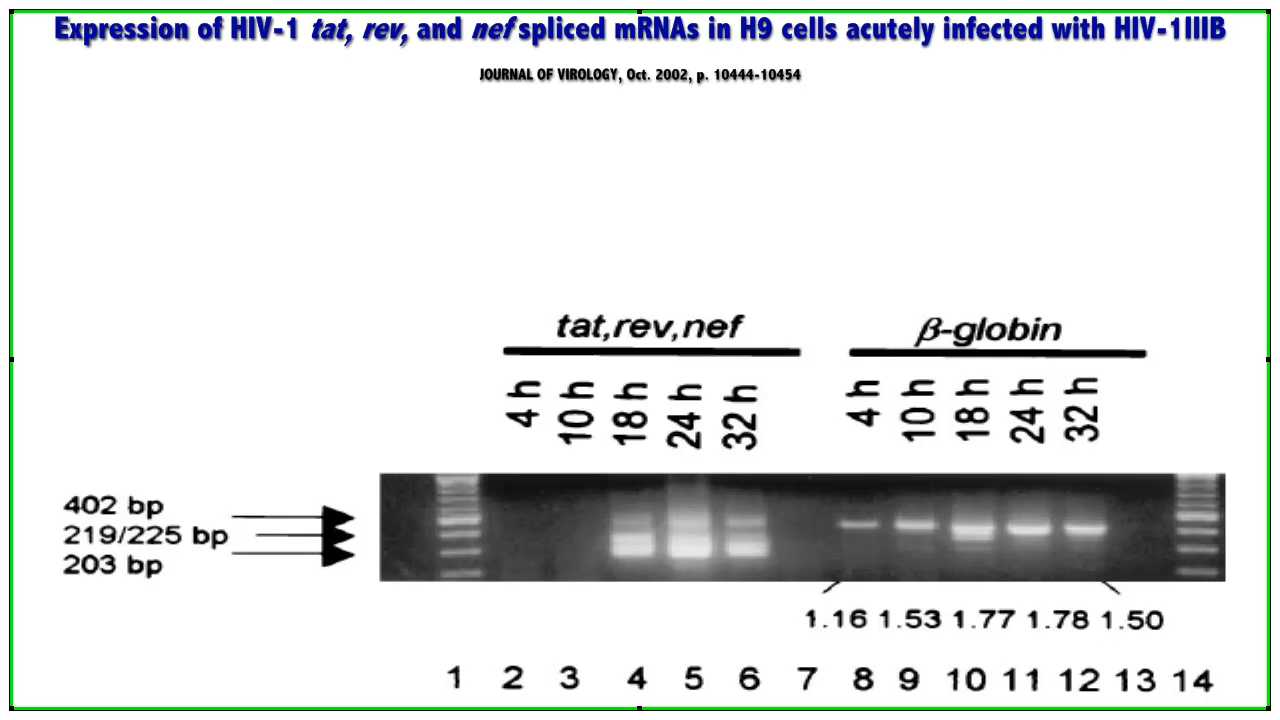 Expression of HIV-1 tat, rev, and nef spliced mRNAs in H9 cells acutely infected with HIV-1IIIB
JOURNAL OF VIROLOGY, Oct. 2002, p. 10444-10454
tat,rev,nef β-globin
4 h 10 h 18 h 24 h 32 h 4 h 10 h 18 h 24 h 32 h
402 bp
219/225 bp
203 bp
1.16 1.53 1.77 1.78 1.50
1 2 3 4 5 6 7 8 9 10 11 12 13 14